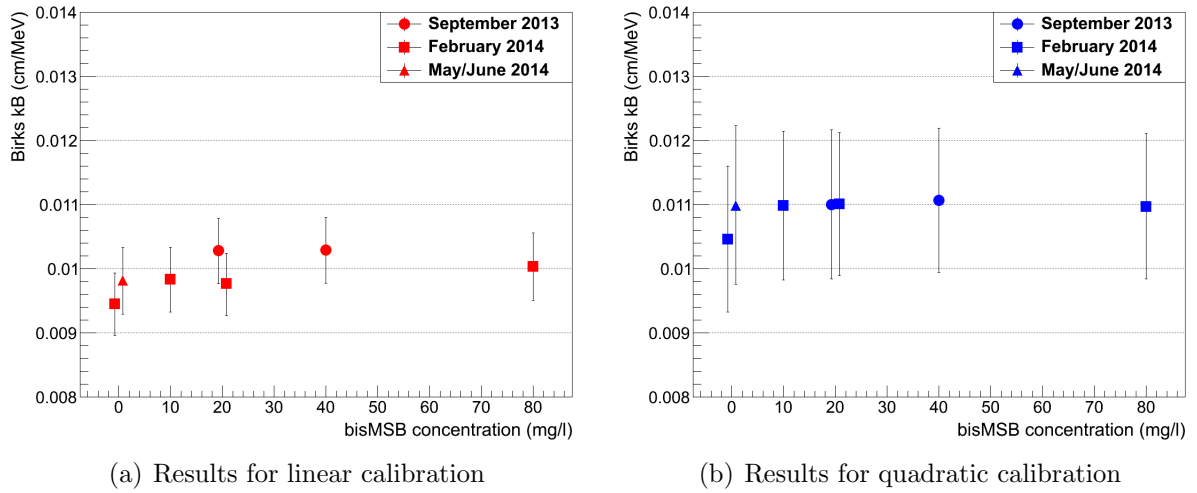 Birks kB (cm/MeV)
0.014
0.013
0.012
0.011
0.01
0.009
0.008
September 2013
February 2014
May/June 2014
0 10 20 30 40 50 60 70 80
bisMSB concentration (mg/l)
(a) Results for linear calibration
Birks kB (cm/MeV)
0.014
0.013
0.012
0.011
0.01
0.009
0.008
September 2013
February 2014
May/June 2014
0 10 20 30 40 50 60 70 80
bisMSB concentration (mg/l)
(b) Results for quadratic calibration